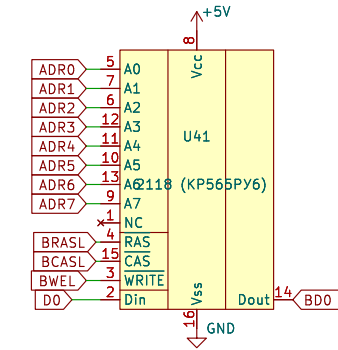 +5V
8
Vcc
ADR0 5 A0
ADR1 7 A1
ADR2 6 A2
ADR3 12 A3
U41
ADR4 11 A4
ADR5 10 A5
ADR6 13 A6 2118 (КР565РУ6)
ADR7 9 A7
1 NC
BRASL 4 RAS
BCASL 15 CAS
BWEL 3 WRITE
D0 2 Din Dout 14 BD0
Vss
16
GND